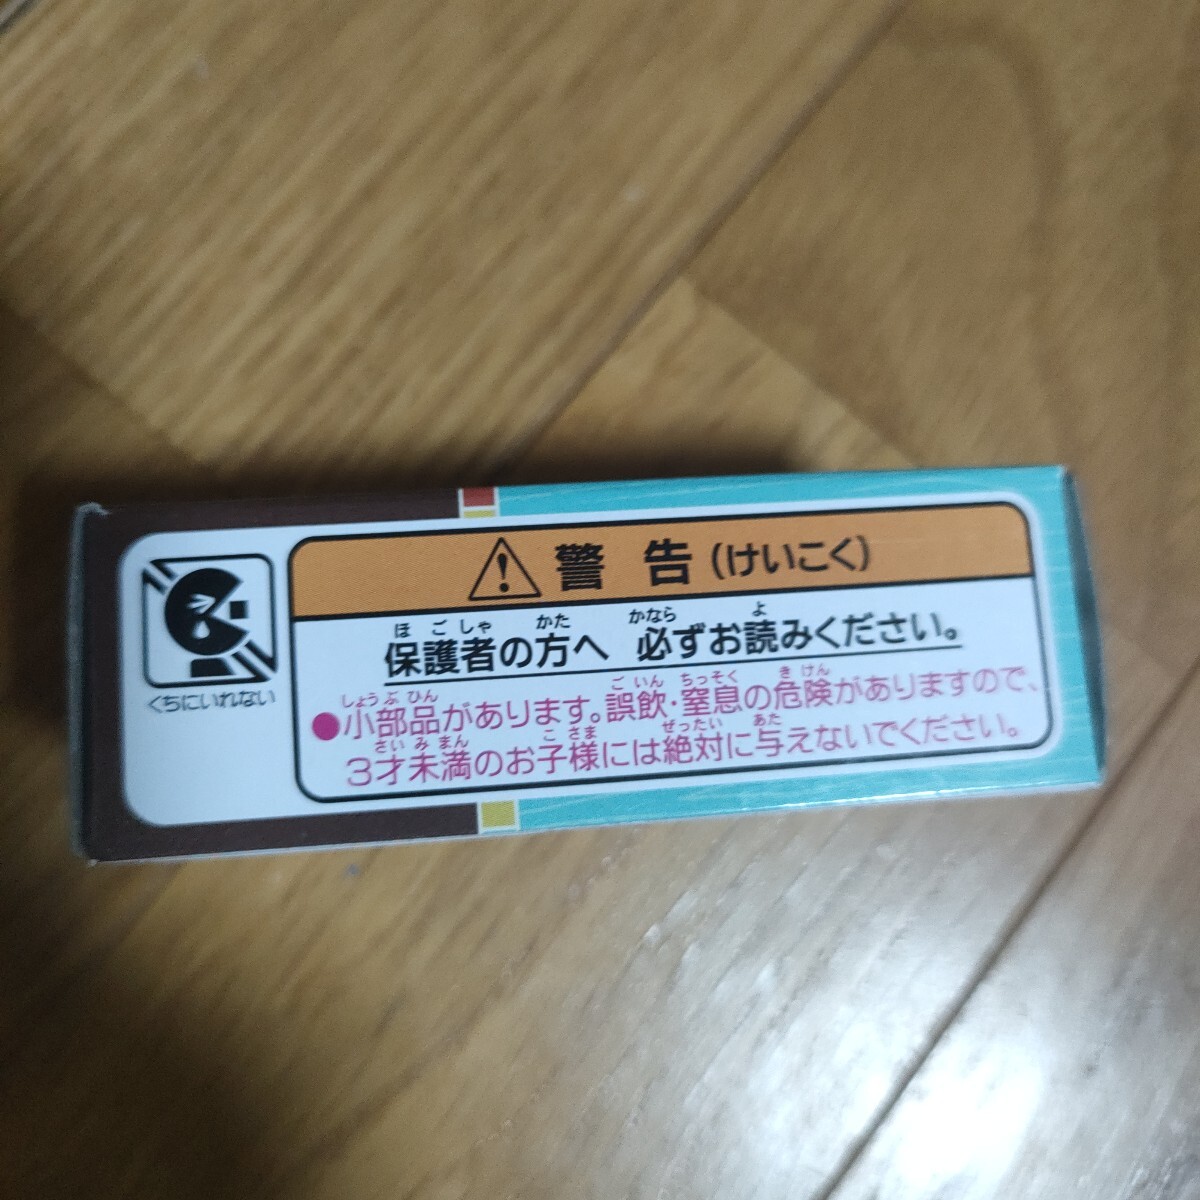 警告(けいこく)
ほごしゃ かた かなら よ
保護者の方へ 必ずお読みください。
しょうぶひん ごいん ちっそく きけん
●小部品があります。誤飲・窒息の危険がありますので、
さいみまん こさま ぜったい あた
3才未満のお子様には絶対に与えないでください。
くちにいれない